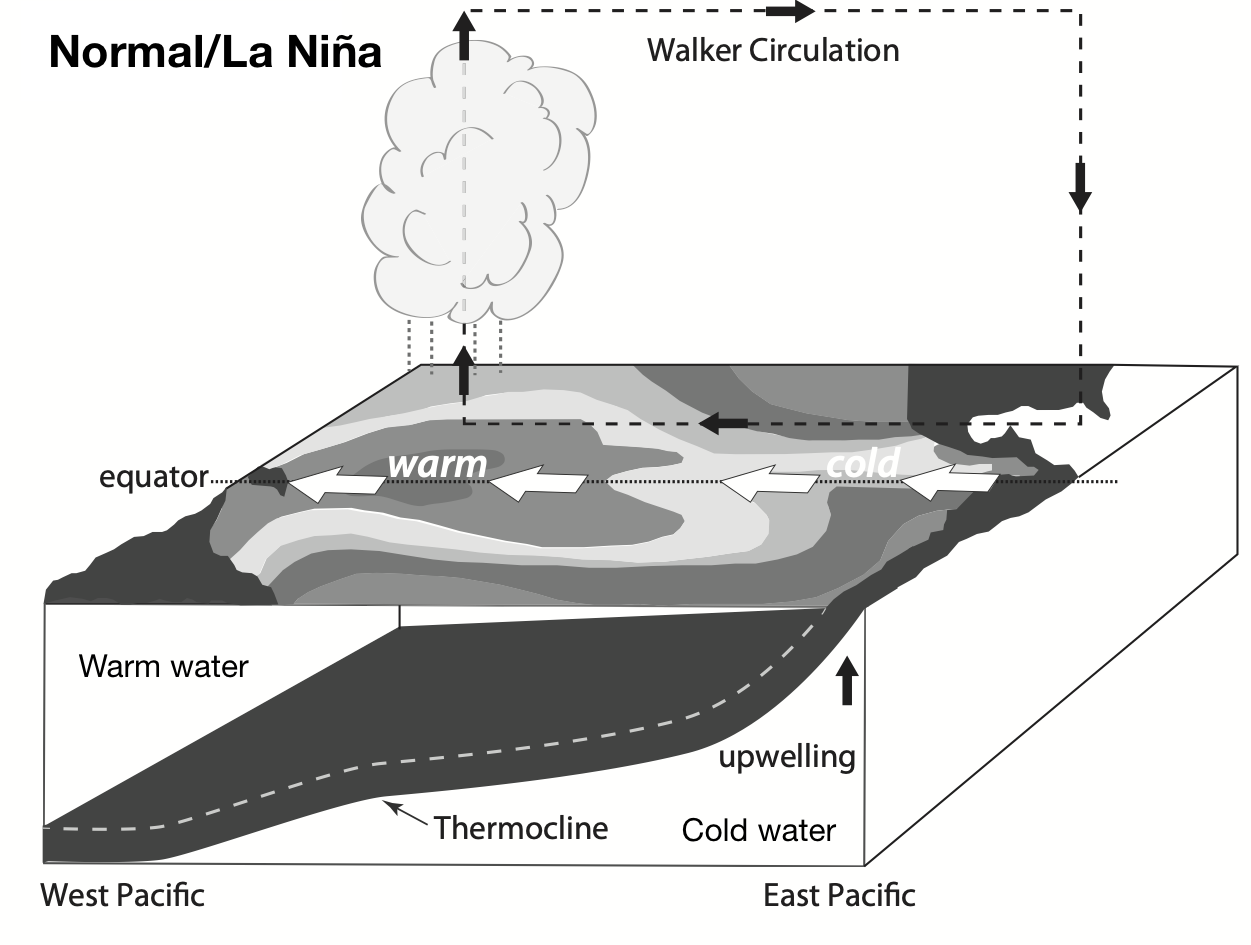 Normal/La Niña
Walker Circulation
equator
warm
cold
Warm water
upwelling
Thermocline
Cold water
West Pacific
East Pacific